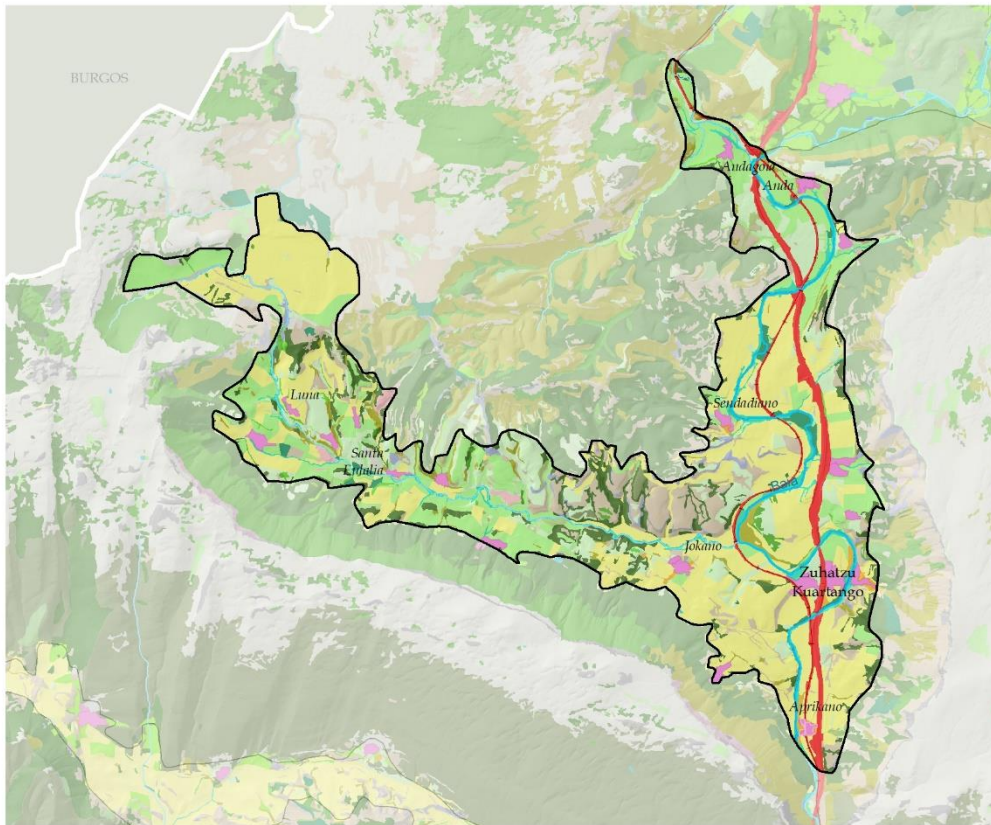 BURGOS
Andagoia
Anda
Luna
Sendadiano
Santa
Eulalia
Baia
Jokano
Zuhatzu
Kuartango
Aprikano